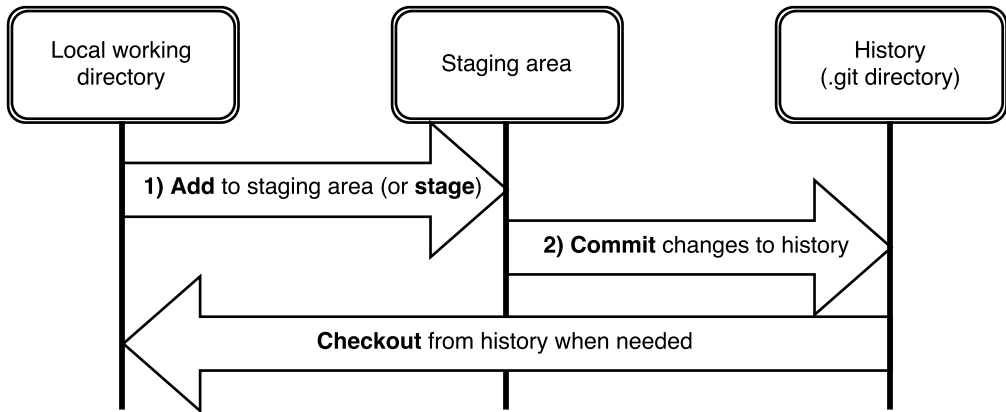 Local working
directory
Staging area
History
(.git directory)
1) Add to staging area (or stage)
2) Commit changes to history
Checkout from history when needed